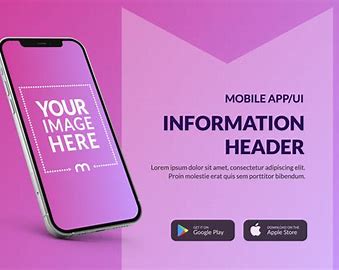 YOUR
IMAGE
HERE
m
MOBILE APP/UI
INFORMATION
HEADER
Lorem ipsum dolor sit amet, consectetur adipiscing elit.
Proin molestie erat quis sem porttitor bibendum.
GET IT ON
Google Play
DOWNLOAD ON THE
Apple Store